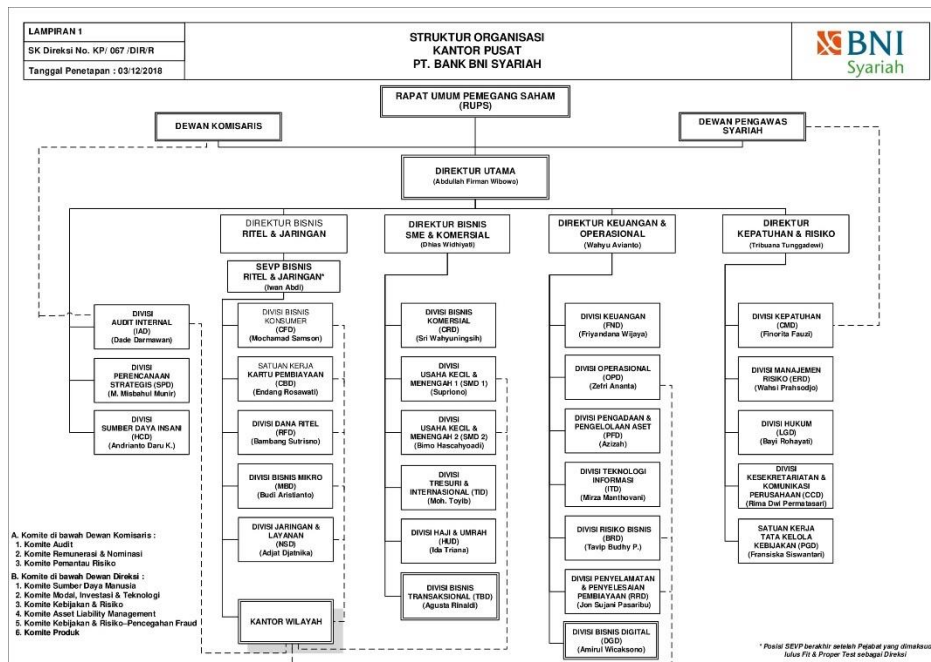 LAMPIRAN 1
SK Direksi No. KP/ 067 /DIR/R
Tanggal Penetapan : 03/12/2018
STRUKTUR ORGANISASI
KANTOR PUSAT
PT. BANK BNI SYARIAH
BNI
Syariah
RAPAT UMUM PEMEGANG SAHAM
(RUPS)
DEWAN KOMISARIS
DEWAN PENGAWAS
SYARIAH
DIREKTUR UTAMA
(Abdullah Firman Wibowo)
DIREKTUR BISNIS
RITEL & JARINGAN
SEVP BISNIS
RITEL & JARINGAN*
(Iwan Abdi)
DIREKTUR BISNIS
SME & KOMERSIAL
(Dhias Widhiyati)
DIREKTUR KEUANGAN &
OPERASIONAL
(Wahyu Avianto)
DIREKTUR
KEPATUHAN & RISIKO
(Tribuana Tunggadewi)
DIVISI
AUDIT INTERNAL
(IAD)
(Dade Darmawan)
DIVISI
PERENCANAAN
STRATEGIS (SPD)
(M. Misbahul Munir)
DIVISI
SUMBER DAYA INSANI
(HCD)
(Andrianto Daru K.)
DIVISI BISNIS
KONSUMER
(CFD)
(Mochamad Samson)
SATUAN KERJA
KARTU PEMBIAYAAN
(CBD)
(Endang Rosawati)
DIVISI DANA RITEL
(RFD)
(Bambang Sutrisno)
DIVISI BISNIS MIKRO
(MBD)
(Budi Aristianto)
DIVISI JARINGAN &
LAYANAN
(NSD)
(Adjat Djatnika)
KANTOR WILAYAH
DIVISI BISNIS
KOMERSIAL
(CRD)
(Sri Wahyuningsih)
DIVISI
USAHA KECIL &
MENENGAH 1 (SMD 1)
(Supriono)
DIVISI
USAHA KECIL &
MENENGAH 2 (SMD 2)
(Bimo Hascahyoadi)
DIVISI
TRESURI &
INTERNASIONAL (TID)
(Moh. Toyib)
DIVISI HAJI & UMRAH
(HUD)
(Ida Triana)
DIVISI BISNIS
TRANSAKSIONAL (TBD)
(Agusta Rinaldi)
DIVISI KEUANGAN
(FND)
(Friyandana Wijaya)
DIVISI OPERASIONAL
(OPD)
(Zefri Ananta)
DIVISI PENGADAAN &
PENGELOLAAN ASET
(PFD)
(Azizah)
DIVISI TEKNOLOGI
INFORMASI
(ITD)
(Mirza Manthovani)
DIVISI RISIKO BISNIS
(BRD)
(Tavip Budhy P.)
DIVISI PENYELAMATAN
& PENYELESAIAN
PEMBIAYAAN (RRD)
(Jon Sujani Pasaribu)
DIVISI BISNIS DIGITAL
(DGD)
(Amirul Wicaksono)
DIVISI KEPATUHAN
(CMD)
(Finorita Fauzi)
DIVISI MANAJEMEN
RISIKO (ERD)
(Wahsi Prahsodjo)
DIVISI HUKUM
(LGD)
(Bayi Rohayati)
DIVISI
KESEKRETARIATAN &
KOMUNIKASI
PERUSAHAAN (CCD)
(Rima Dwi Permatasari)
SATUAN KERJA
TATA KELOLA
KEBIJAKAN (PGD)
(Fransiska Siswantari)
A. Komite di bawah Dewan Komisaris :
1. Komite Audit
2. Komite Remunerasi & Nominasi
3. Komite Pemantau Risiko
B. Komite di bawah Dewan Direksi :
1. Komite Sumber Daya Manusia
2. Komite Modal, Investasi & Teknologi
3. Komite Kebijakan & Risiko
4. Komite Asset Liability Management
5. Komite Kebijakan & Risiko–Pencegahan Fraud
6. Komite Produk
* Posisi SEVP berakhir setelah Pejabat yang dimaksud
lulus Fit & Proper Test sebagai Direksi